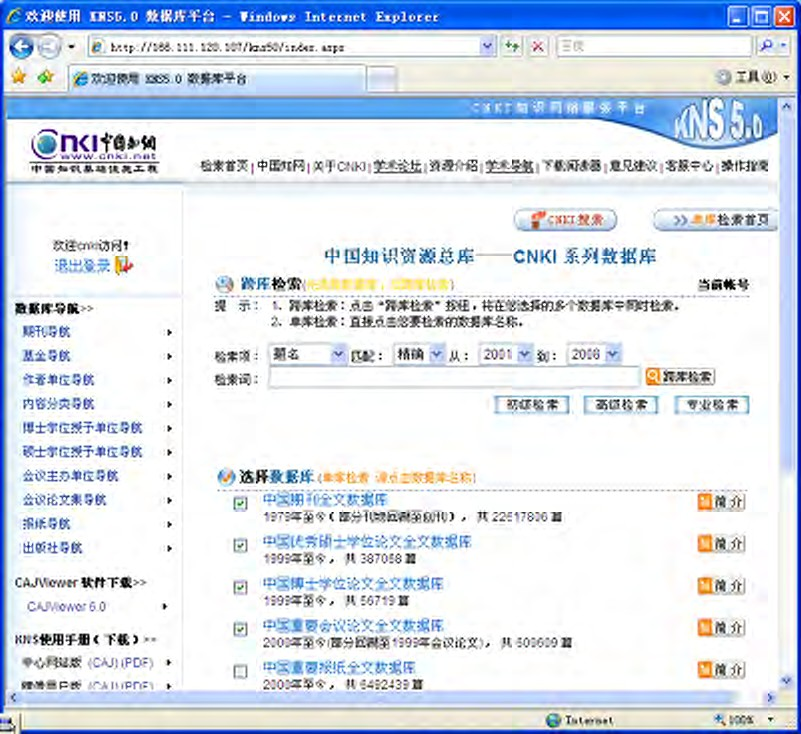 欢迎使用 KNS5.0 数据库平台 - Windows Internet Explorer
http://166.111.120.107/kns50/index.aspx
欢迎使用 KNS5.0 数据库平台
工具(O)
CNKI知识网络服务平台
KNS 5.0
CNKI中国知网
www.cnki.net
中国知识基础设施工程
检索首页 | 中国知网 | 关于CNKI | 学术论坛 | 资源介绍 | 学术导航 | 下载阅读器 | 意见建议 | 客服中心 | 操作指南
CNKI搜索
>> 单库检索首页
欢迎cnki访问!
退出登录
中国知识资源总库——CNKI 系列数据库
跨库检索
当前帐号
提 示: 1. 跨库检索:点击“跨库检索”按钮,将在您选择的多个数据库中同时检索。
2. 单库检索:直接点击您要检索的数据库名称。
检索项: 题名 匹配: 精确 从: 2001 到: 2008
检索词: 跨库检索
初级检索 高级检索 专业检索
数据库导航>>
期刊导航
基金导航
作者单位导航
内容分类导航
博士学位授予单位导航
硕士学位授予单位导航
会议主办单位导航
会议论文集导航
报纸导航
出版社导航
CAJViewer 软件下载>>
CAJViewer 6.0
KNS使用手册(下载)>>
中心网站版 (CAJ) (PDF)
镜像用户版 (CAJ) (PDF)
选择数据库 (单库检索 请点击数据库名称)
中国期刊全文数据库 简介
1979年至今(部分刊物回溯至创刊), 共 22617806 篇
中国优秀硕士学位论文全文数据库 简介
1999年至今, 共 387068 篇
中国博士学位论文全文数据库 简介
1999年至今, 共 56719 篇
中国重要会议论文全文数据库 简介
2000年至今(部分回溯至1999年会议论文), 共 609609 篇
中国重要报纸全文数据库 简介
2000年至今, 共 6492439 篇
Internet
100%